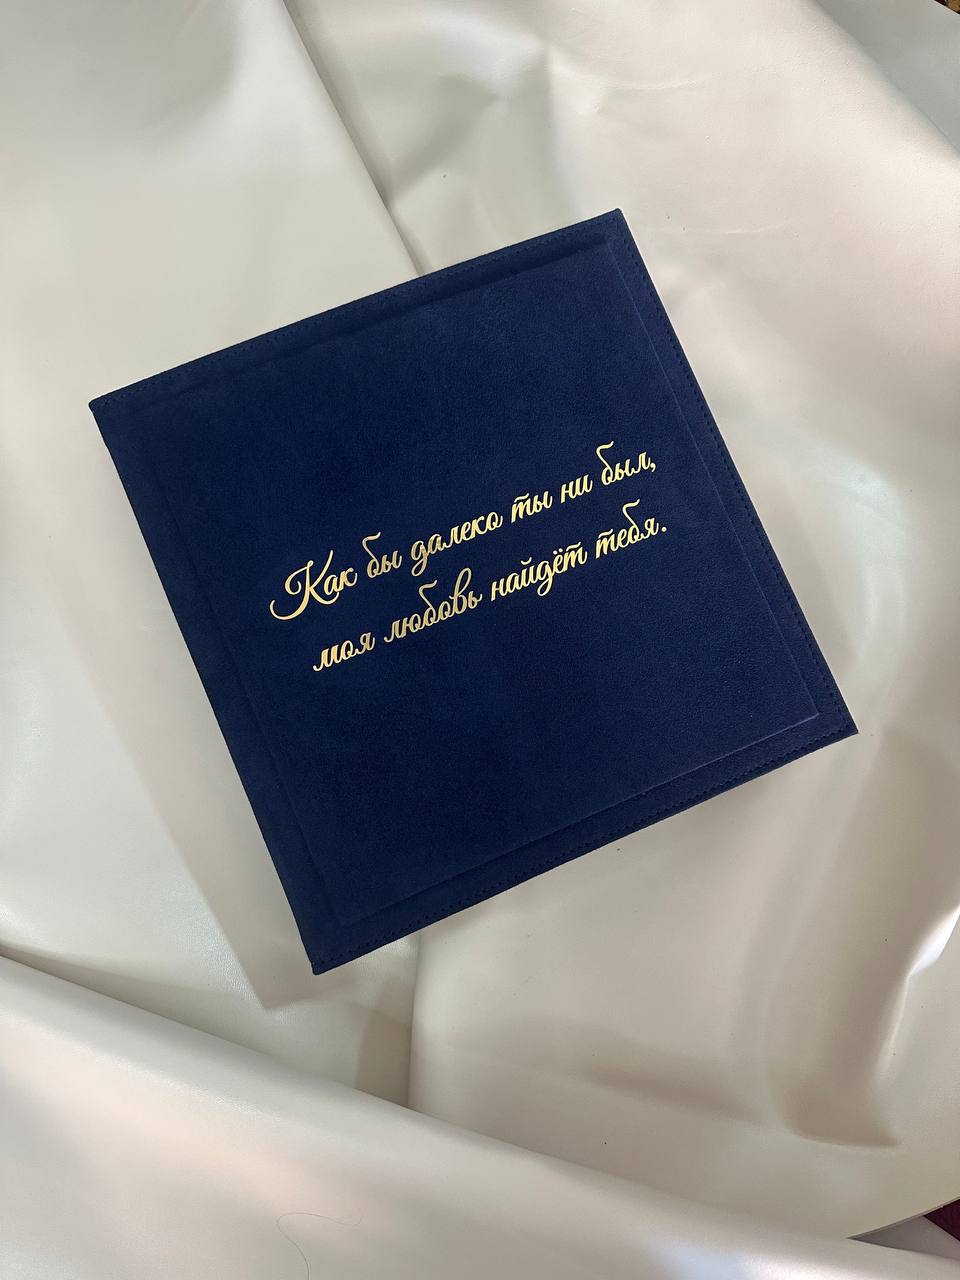 Как бы далеко ты ни был,
моя любовь найдёт тебя.